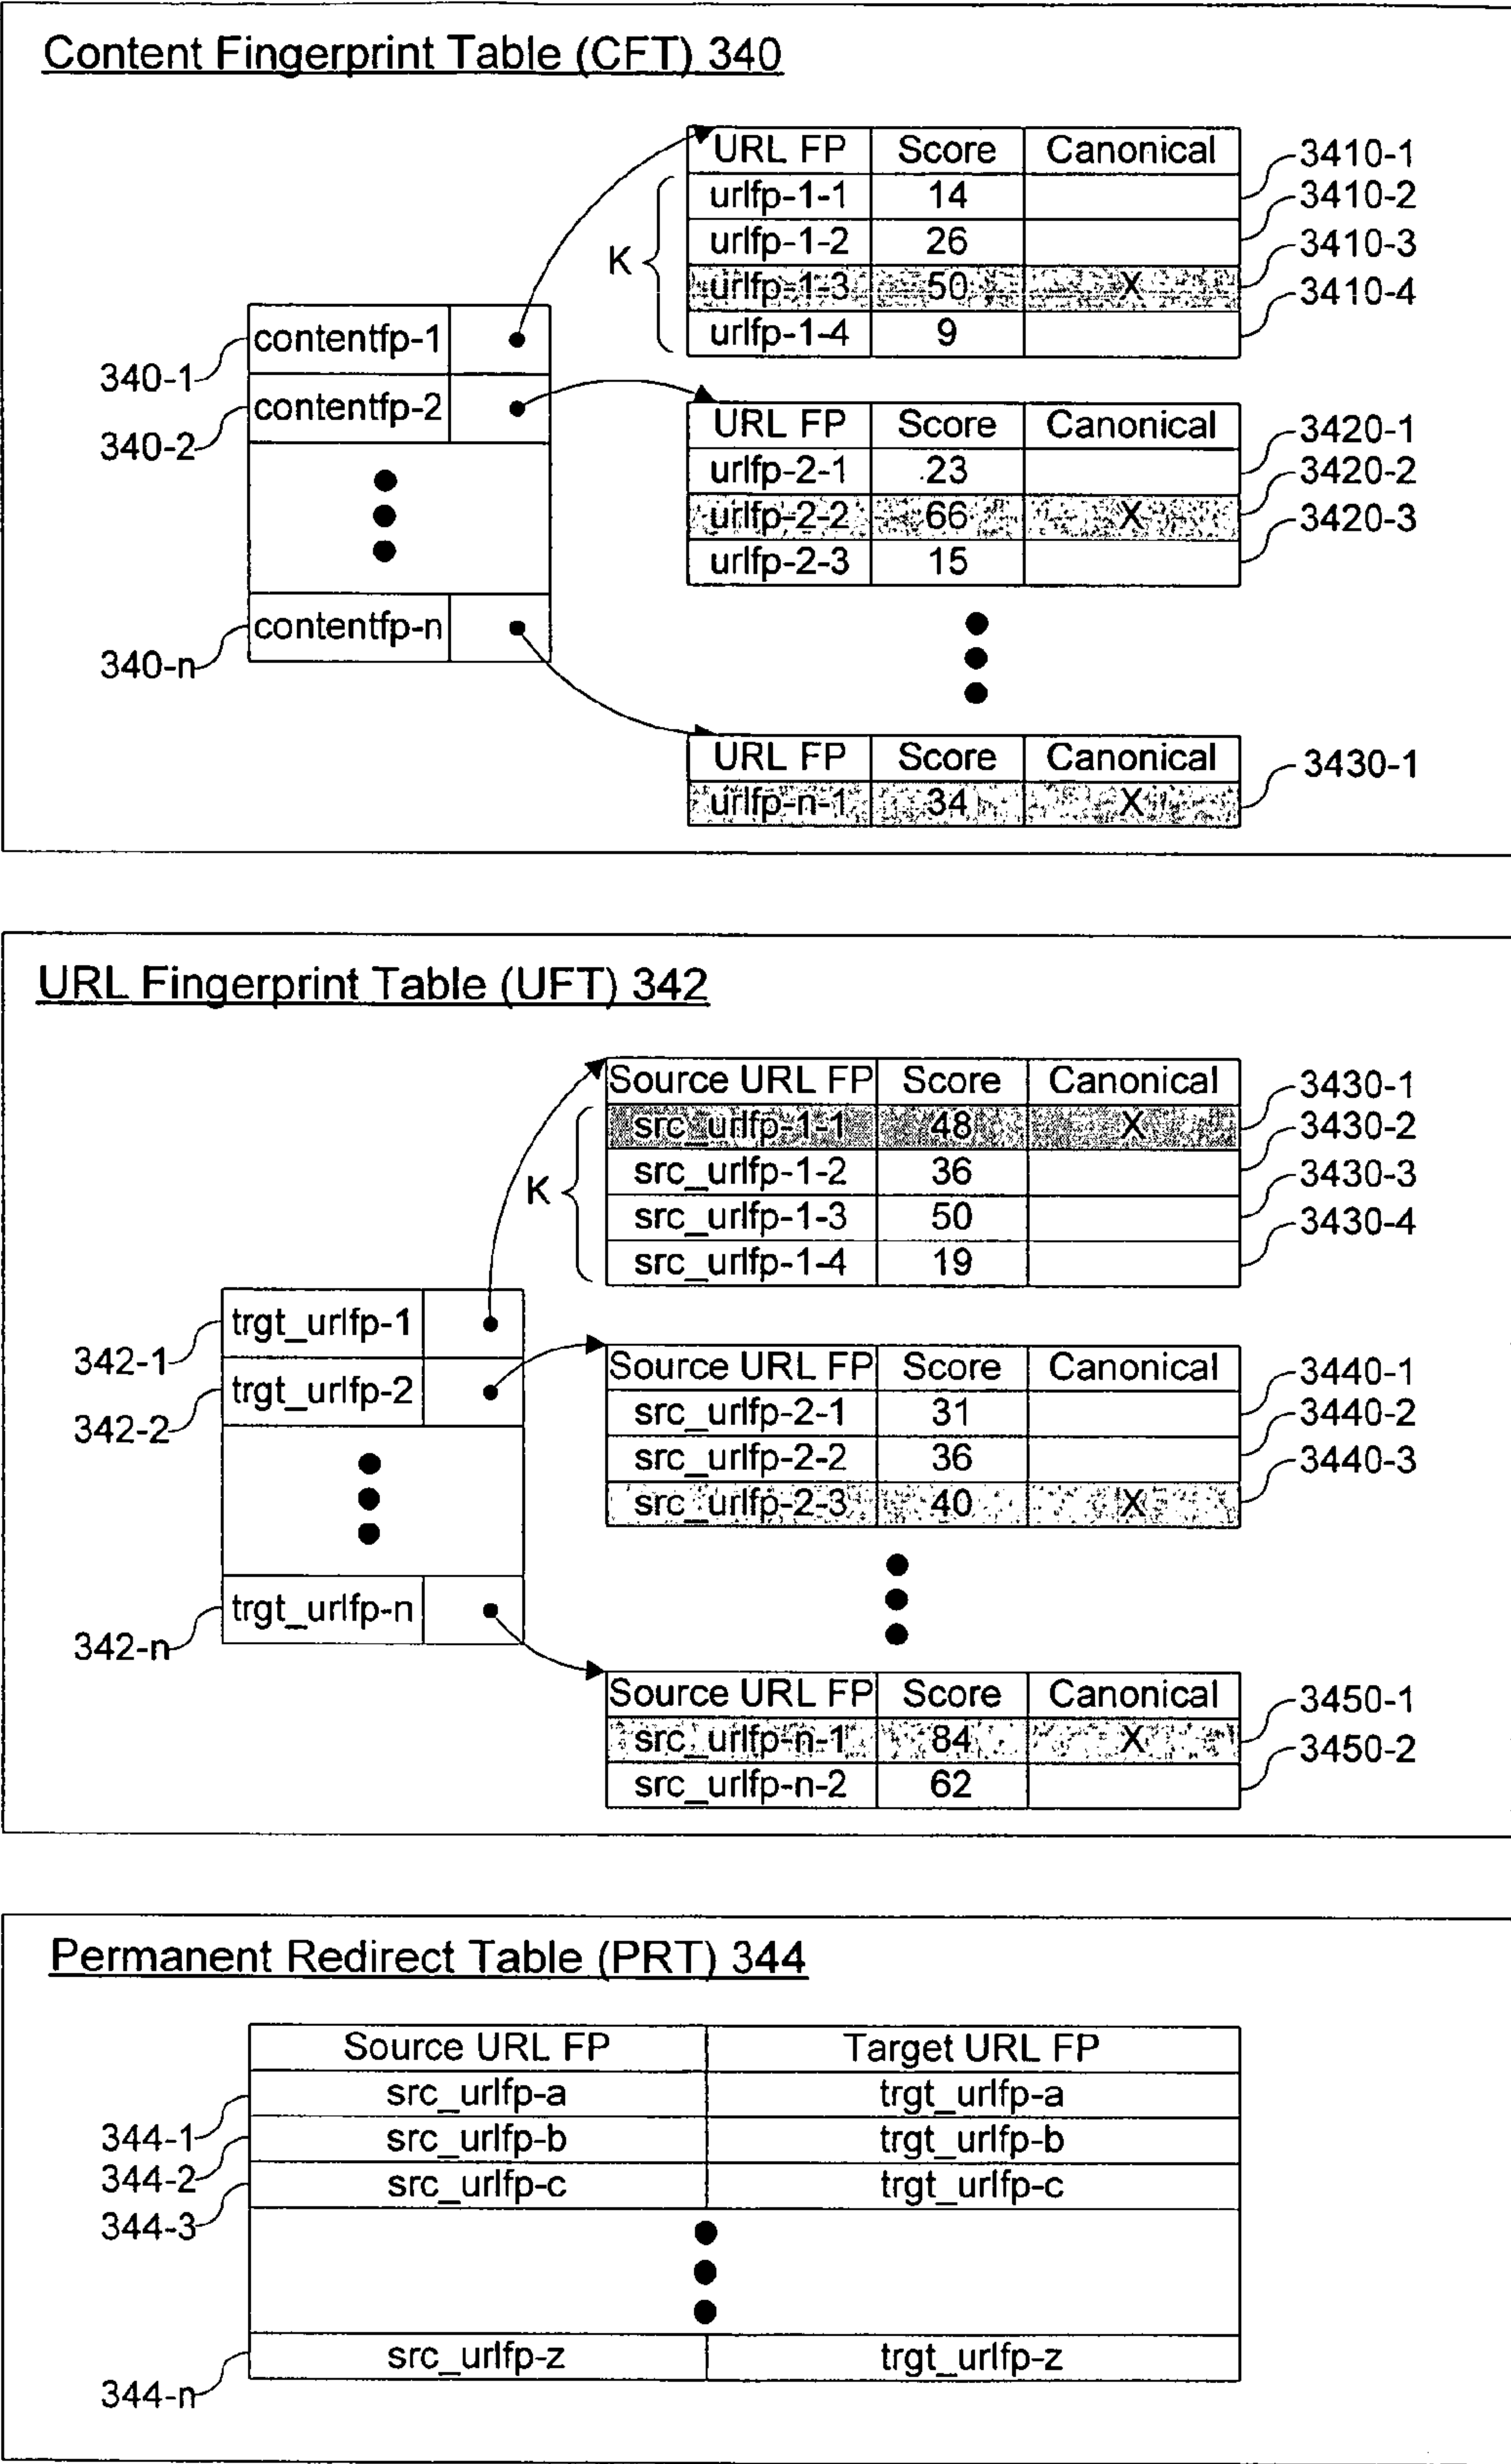 Content Fingerprint Table (CFT) 340
URL FP Score Canonical 3410-1
urlfp-1-1 14 3410-2
urlfp-1-2 26 3410-3
K
urlfp-1-3 50 X 3410-4
urlfp-1-4 9
contentfp-1
340-1
contentfp-2
340-2
URL FP Score Canonical 3420-1
urlfp-2-1 23 3420-2
urlfp-2-2 66 X 3420-3
urlfp-2-3 15
contentfp-n
340-n
URL FP Score Canonical 3430-1
urlfp-n-1 34 X
URL Fingerprint Table (UFT) 342
Source URL FP Score Canonical 3430-1
src_urlfp-1-1 48 X 3430-2
src_urlfp-1-2 36 3430-3
K
src_urlfp-1-3 50 3430-4
src_urlfp-1-4 19
trgt_urlfp-1
342-1
trgt_urlfp-2
342-2
Source URL FP Score Canonical 3440-1
src_urlfp-2-1 31 3440-2
src_urlfp-2-2 36 3440-3
src_urlfp-2-3 40 X
trgt_urlfp-n
342-n
Source URL FP Score Canonical 3450-1
src_urlfp-n-1 84 X 3450-2
src_urlfp-n-2 62
Permanent Redirect Table (PRT) 344
Source URL FP Target URL FP
src_urlfp-a trgt_urlfp-a
344-1
src_urlfp-b trgt_urlfp-b
344-2
src_urlfp-c trgt_urlfp-c
344-3
src_urlfp-z trgt_urlfp-z
344-n